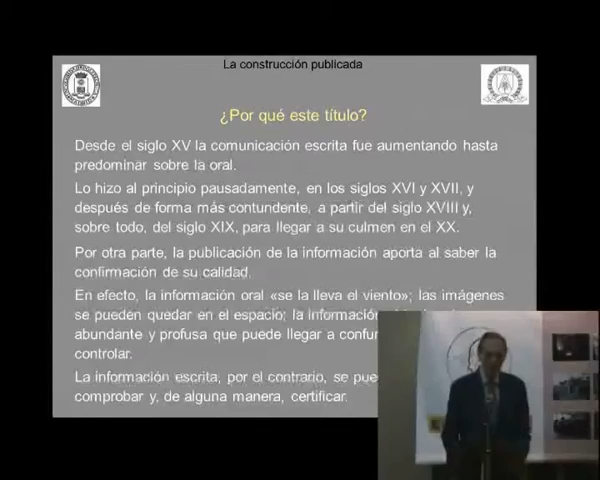 La construcción publicada
¿Por qué este título?
Desde el siglo XV la comunicación escrita fue aumentando hasta
predominar sobre la oral.
Lo hizo al principio pausadamente, en los siglos XVI y XVII, y
después de forma más contundente, a partir del siglo XVIII y,
sobre todo, del siglo XIX, para llegar a su culmen en el XX.
Por otra parte, la publicación de la información aporta al saber la
confirmación de su calidad.
En efecto, la información oral «se la lleva el viento»; las imágenes
se pueden quedar en el espacio; la información
abundante y profusa que puede llegar a
controlar.
La información escrita, por el contrario, se
comprobar y, de alguna manera, certificar.